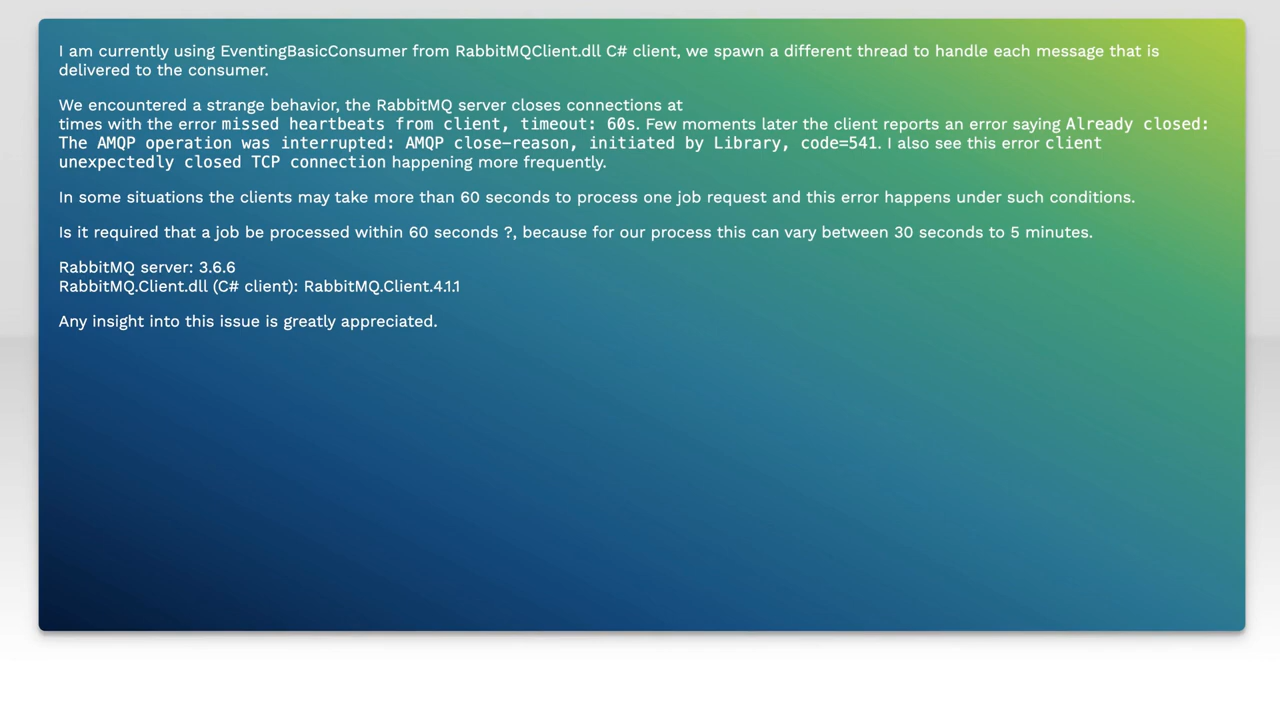 I am currently using EventingBasicConsumer from RabbitMQClient.dll C# client, we spawn a different thread to handle each message that is
delivered to the consumer.
We encountered a strange behavior, the RabbitMQ server closes connections at
times with the error missed heartbeats from client, timeout: 60s. Few moments later the client reports an error saying Already closed:
The AMQP operation was interrupted: AMQP close-reason, initiated by Library, code=541. I also see this error client
unexpectedly closed TCP connection happening more frequently.
In some situations the clients may take more than 60 seconds to process one job request and this error happens under such conditions.
Is it required that a job be processed within 60 seconds ?, because for our process this can vary between 30 seconds to 5 minutes.
RabbitMQ server: 3.6.6
RabbitMQ.Client.dll (C# client): RabbitMQ.Client.4.1.1
Any insight into this issue is greatly appreciated.